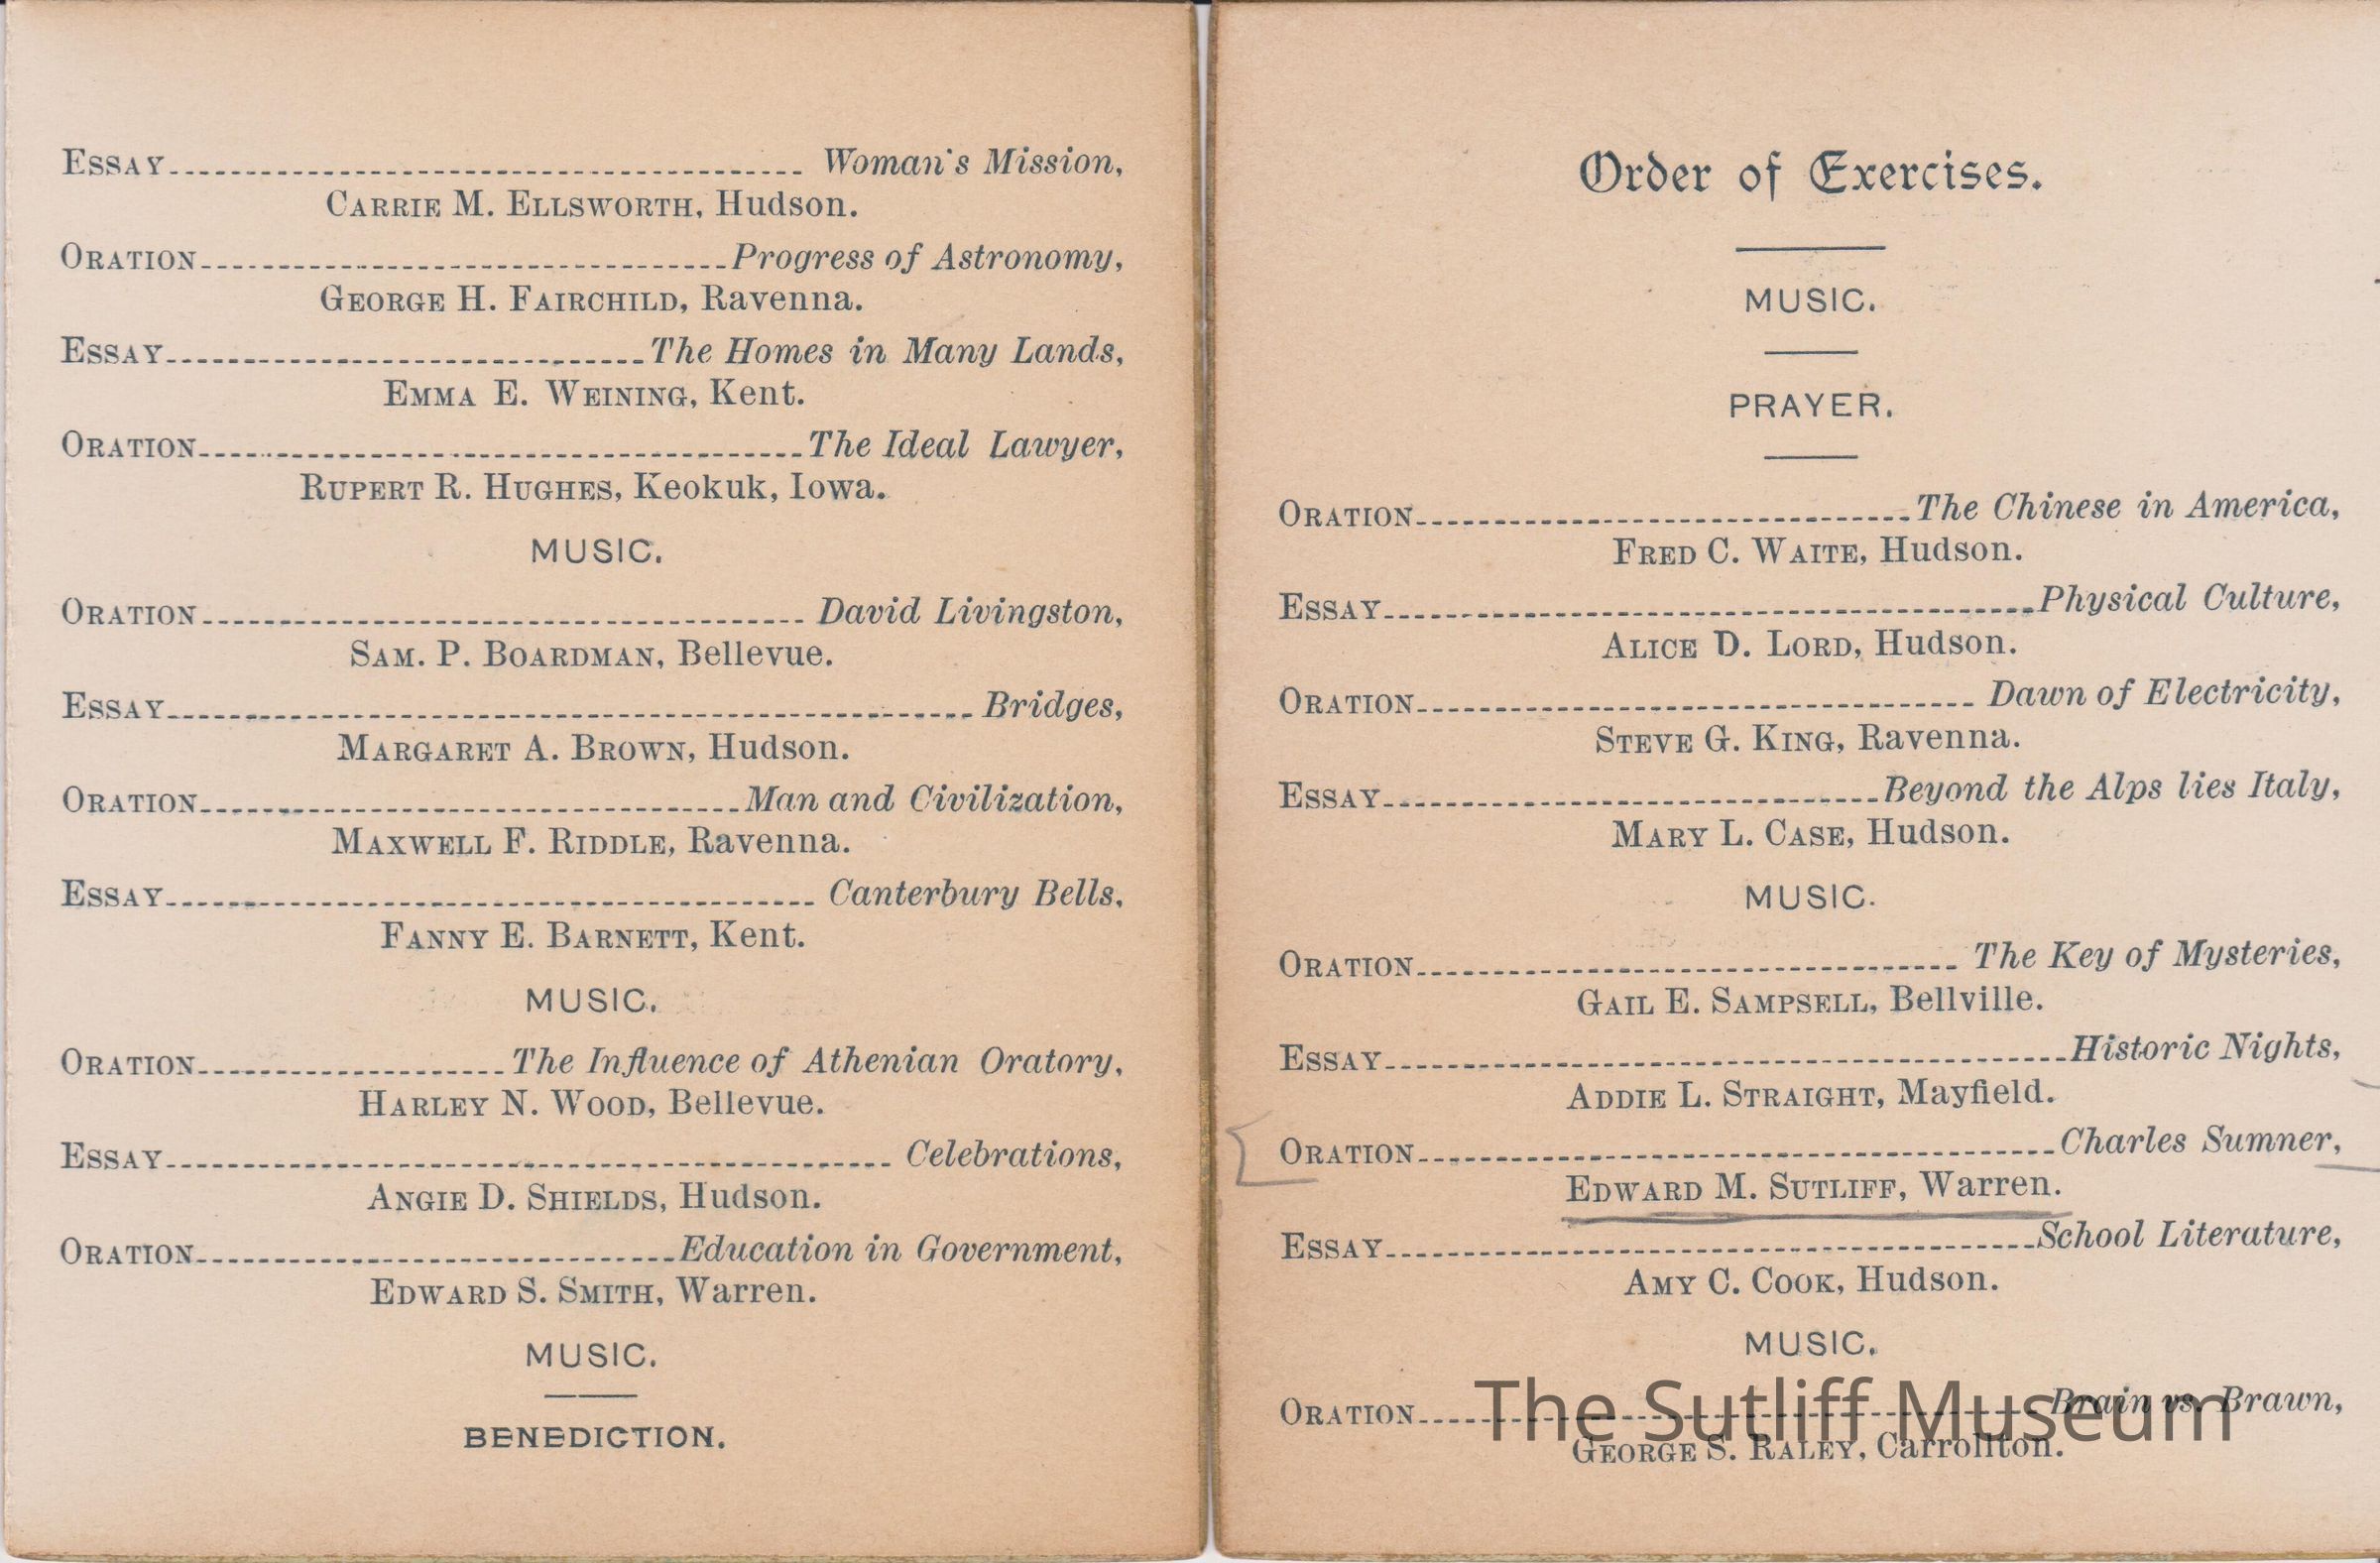 ESSAY-------- Woman's Mission,
CARRIE M. ELLSWORTH, Hudson.
ORATION--------Progress of Astronomy,
GEORGE H. FAIRCHILD, Ravenna.
ESSAY--------The Homes in Many Lands,
EMMA E. WEINING, Kent.
ORATION--------The Ideal Lawyer,
RUPERT R. HUGHES, Keokuk, Iowa.
MUSIC.
ORATION-------- David Livingston,
SAM. P. BOARDMAN, Bellevue.
ESSAY-------- Bridges,
MARGARET A. BROWN, Hudson.
ORATION--------Man and Civilization,
MAXWELL F. RIDDLE, Ravenna.
ESSAY-------- Canterbury Bells,
FANNY E. BARNETT, Kent.
MUSIC.
ORATION--------The Influence of Athenian Oratory,
HARLEY N. WOOD, Bellevue.
ESSAY-------- Celebrations,
ANGIE D. SHIELDS, Hudson.
ORATION--------Education in Government,
EDWARD S. SMITH, Warren.
MUSIC.
BENEDICTION.
Order of Exercises.
MUSIC.
PRAYER.
ORATION--------The Chinese in America,
FRED C. WAITE, Hudson.
ESSAY--------Physical Culture,
ALICE D. LORD, Hudson.
ORATION-------- Dawn of Electricity,
STEVE G. KING, Ravenna.
ESSAY--------Beyond the Alps lies Italy,
MARY L. CASE, Hudson.
MUSIC.
ORATION-------- The Key of Mysteries,
GAIL E. SAMPSELL, Bellville.
ESSAY--------Historic Nights,
ADDIE L. STRAIGHT, Mayfield.
ORATION--------Charles Sumner,
EDWARD M. SUTLIFF, Warren.
ESSAY--------School Literature,
AMY C. COOK, Hudson.
MUSIC.
ORATION--------Brain vs. Brawn,
The Sutliff Museum
GEORGE S. RALEY, Carrollton.